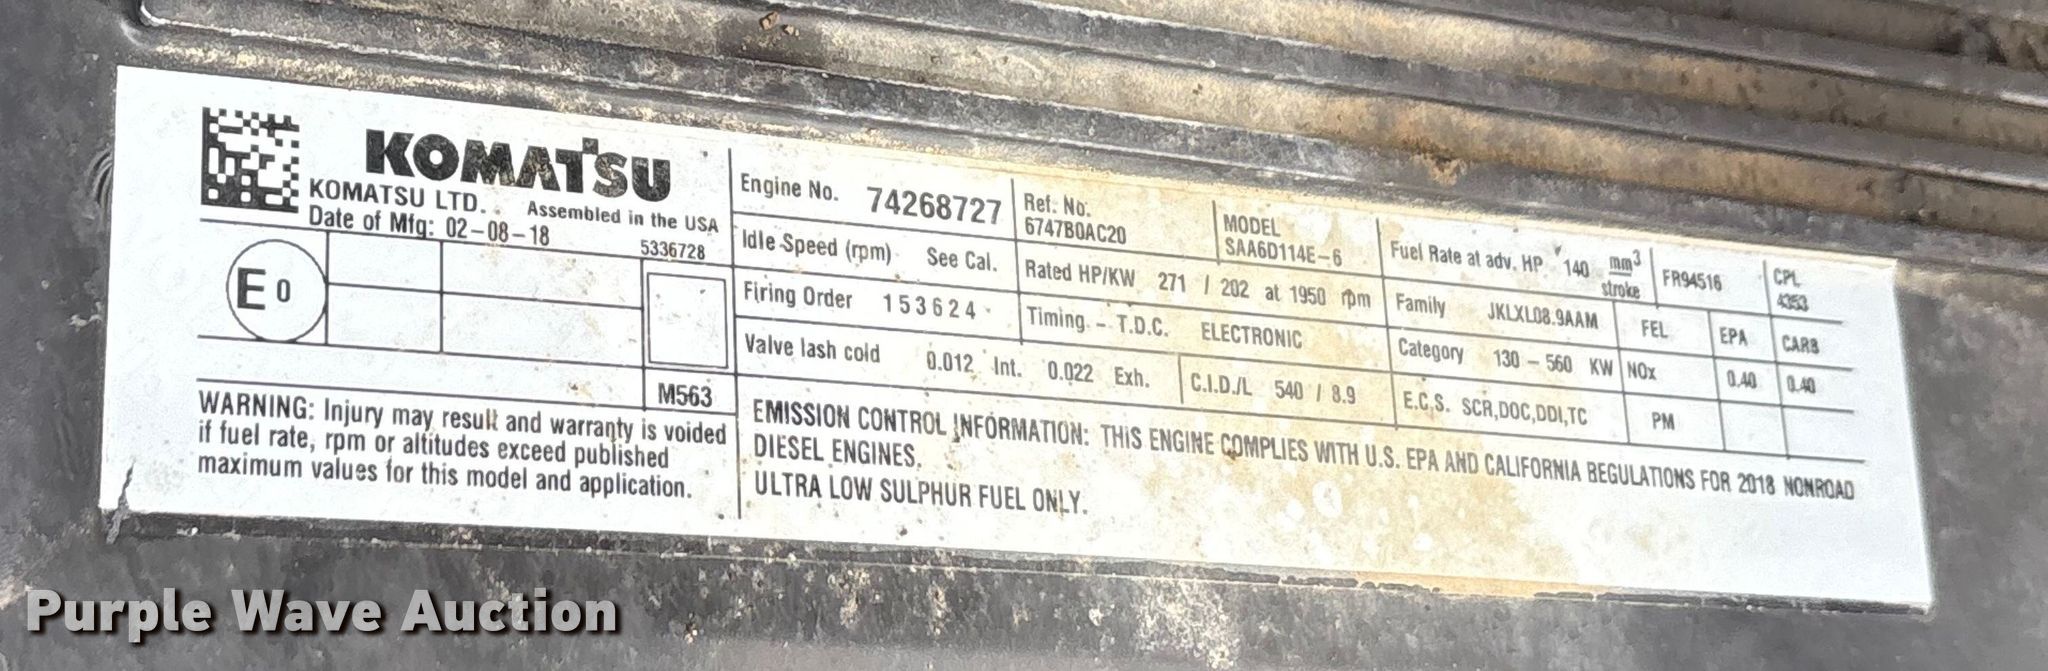 KOMATSU
KOMATSU LTD. Assembled in the USA
Date of Mfg: 02-08-18
5336728
E 0
M563
WARNING: Injury may result and warranty is voided
if fuel rate, rpm or altitudes exceed published
maximum values for this model and application.
Engine No. 74268727
Ref. No.
6747B0AC20
MODEL
SAA6D114E-6
Fuel Rate at adv. HP 140 mm³
stroke
FR94516
CPL
4353
Idle Speed (rpm) See Cal.
Rated HP/KW 271 / 202 at 1950 rpm
Family JKLXL08.9AAM
FEL EPA CARB
Firing Order 153624
Timing - T.D.C. ELECTRONIC
Category 130 - 560 KW
NOx 0.40 0.40
Valve lash cold 0.012 Int. 0.022 Exh.
C.I.D./L 540 / 8.9
E.C.S. SCR,DOC,DDI,TC
PM
EMISSION CONTROL INFORMATION: THIS ENGINE COMPLIES WITH U.S. EPA AND CALIFORNIA REGULATIONS FOR 2018 NONROAD
DIESEL ENGINES.
ULTRA LOW SULPHUR FUEL ONLY.
Purple Wave Auction